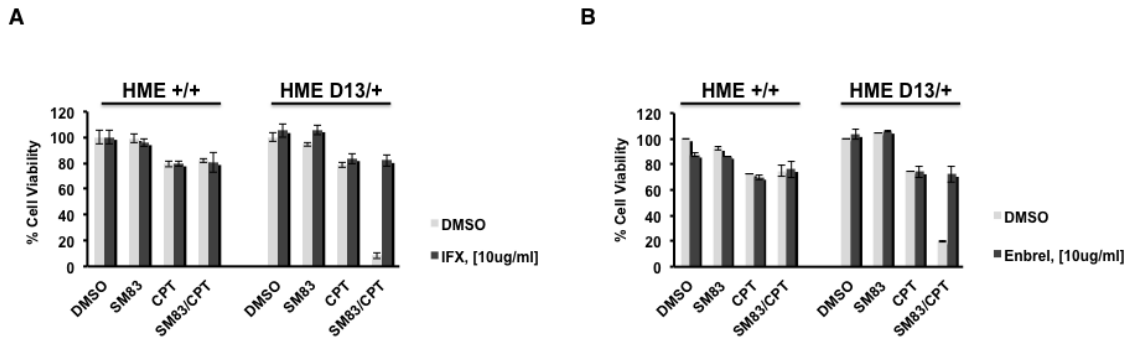 A
HME +/+
HME D13/+
120
100
80
60
40
20
0
% Cell Viability
DMSO
SM83
CPT
SM83/CPT
DMSO
SM83
CPT
SM83/CPT
DMSO
IFX, [10ug/ml]
B
HME +/+
HME D13/+
120
100
80
60
40
20
0
% Cell Viability
DMSO
SM83
CPT
SM83/CPT
DMSO
SM83
CPT
SM83/CPT
DMSO
Enbrel, [10ug/ml]